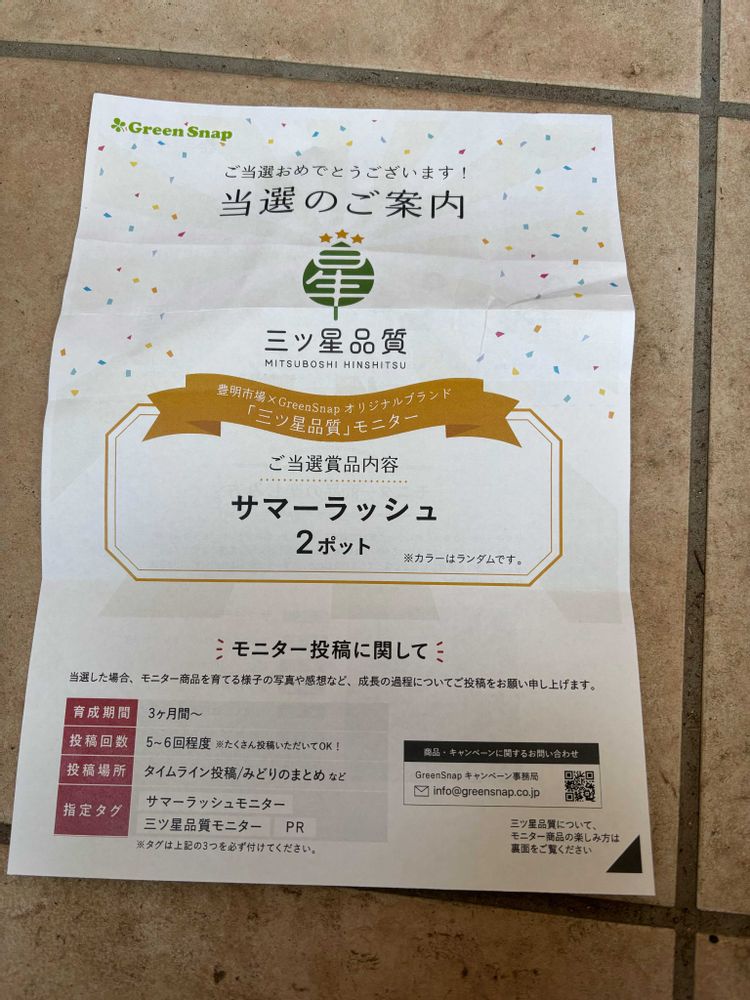 Green Snap
ご当選おめでとうございます！
当選のご案内
三ツ星品質
MITSUBOSHI HINSHITSU
豊明市場×GreenSnap オリジナルブランド
「三ツ星品質」モニター
ご当選賞品内容
サマーラッシュ
2ポット
※カラーはランダムです。
モニター投稿に関して
当選した場合、モニター商品を育てる様子の写真や感想など、成長の過程についてご投稿をお願い申し上げます。
育成期間 3ヶ月間〜
投稿回数 5~6回程度 ※たくさん投稿いただいてOK！
投稿場所 タイムライン投稿/みどりのまとめ など
指定タグ サマーラッシュモニター
三ツ星品質モニター PR
※タグは上記の3つを必ず付けてください。
商品・キャンペーンに関するお問い合わせ
GreenSnap キャンペーン事務局
info@greensnap.co.jp
三ツ星品質について、
モニター商品の楽しみ方は
裏面をご覧ください